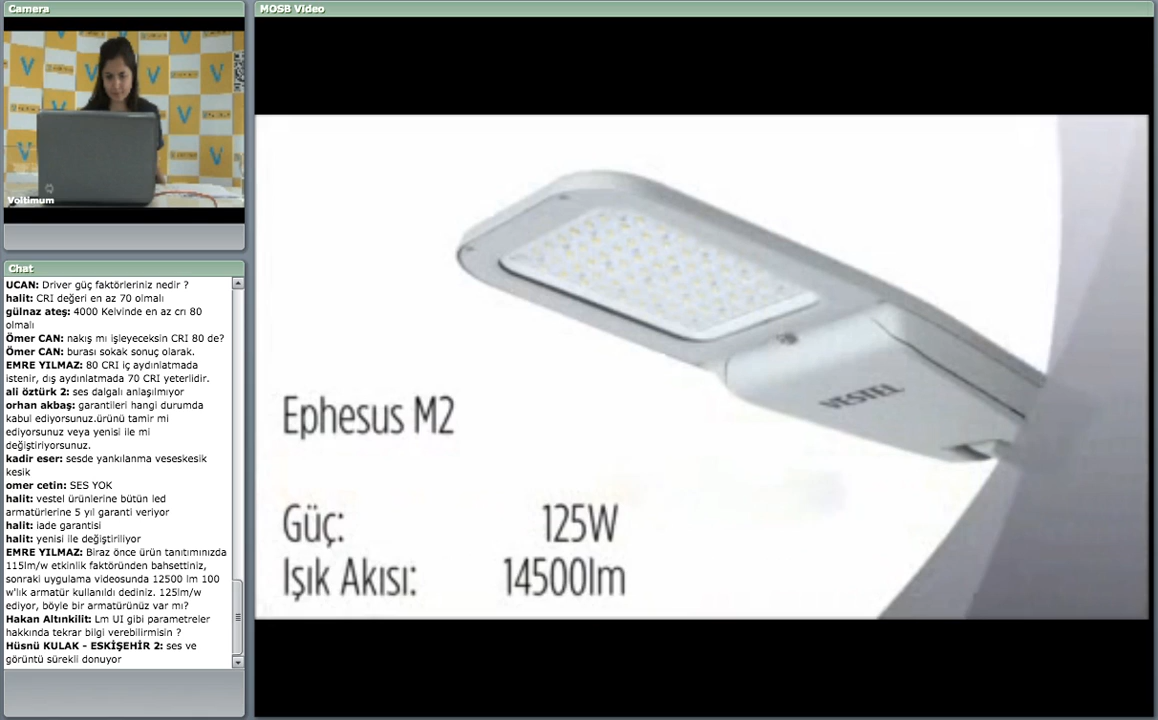 Camera
Voltimum
Chat
UCAN: Driver güç faktörleriniz nedir ?
halit: CRI değeri en az 70 olmalı
gülnaz ateş: 4000 Kelvinde en az crı 80
olmalı
Ömer CAN: nakış mı işleyeceksin CRI 80 de?
Ömer CAN: burası sokak sonuç olarak.
EMRE YILMAZ: 80 CRI iç aydınlatmada
istenir, dış aydınlatmada 70 CRI yeterlidir.
ali öztürk 2: ses dalgalı anlaşılmıyor
orhan akbaş: garantileri hangi durumda
kabul ediyorsunuz.ürünü tamir mi
ediyorsunuz veya yenisi ile mi
değiştiriyorsunuz.
kadir eser: sesde yankılanma veseskesik
kesik
omer cetin: SES YOK
halit: vestel ürünlerine bütün led
armatürlerine 5 yıl garanti veriyor
halit: iade garantisi
halit: yenisi ile değiştiriliyor
EMRE YILMAZ: Biraz önce ürün tanıtımınızda
115lm/w etkinlik faktöründen bahsettiniz,
sonraki uygulama videosunda 12500 lm 100
w'lık armatür kullanıldı dediniz. 125lm/w
ediyor, böyle bir armatürünüz var mı?
Hakan Altınkilit: Lm UI gibi parametreler
hakkında tekrar bilgi verebilirmisin ?
Hüsnü KULAK - ESKİŞEHİR 2: ses ve
görüntü sürekli donuyor
MOSB Video
VESTEL
Ephesus M2
Güç: 125W
Işık Akısı: 14500lm